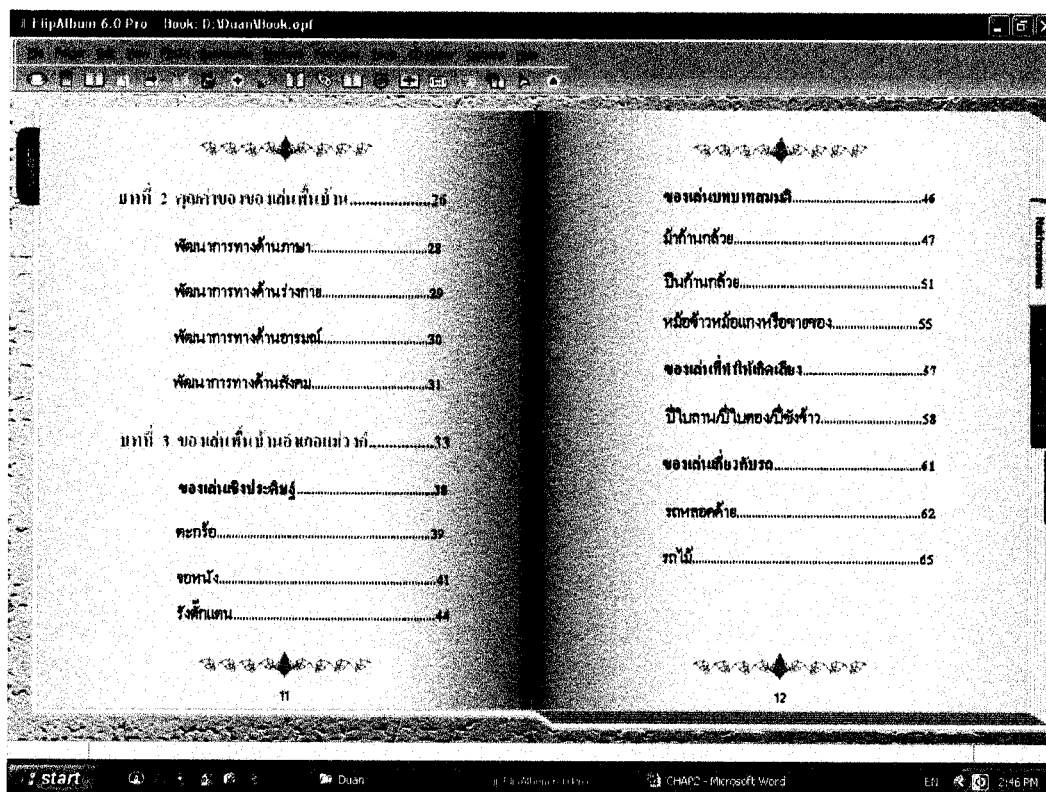 FlipAlbum 6.0 Pro Book: D:\Duan\Book.opf
บทที่ 2 คุณค่าของของเล่นพื้นบ้าน....................26
พัฒนาการทางด้านภาษา....................28
พัฒนาการทางด้านร่างกาย....................29
พัฒนาการทางด้านอารมณ์....................30
พัฒนาการทางด้านสังคม....................31
บทที่ 3 ของเล่นพื้นบ้านอำเภอแม่วงก์....................33
ของเล่นเชิงประดิษฐ์....................38
ตะกร้อ....................39
ขอหนัง....................41
รังตั๊กแตน....................44
11
ของเล่นบทบาทสมมติ....................46
ม้าก้านกล้วย....................47
ปืนก้านกล้วย....................51
หม้อข้าวหม้อแกงหรือขายของ....................55
ของเล่นที่ทำให้เกิดเสียง....................57
ปี่ใบลาน/ปี่ใบตอง/ปี่ซังข้าว....................58
ของเล่นเกี่ยวกับรถ....................61
รถหลอดด้าย....................62
รถไม้....................65
12
start
Duan
CHAP2 - Microsoft Word
EN
2:46 PM